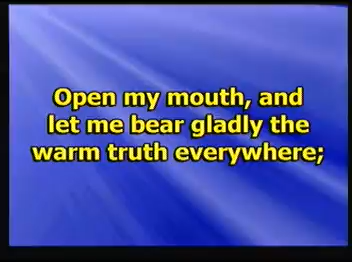 Open my mouth, and
let me bear gladly the
warm truth everywhere;